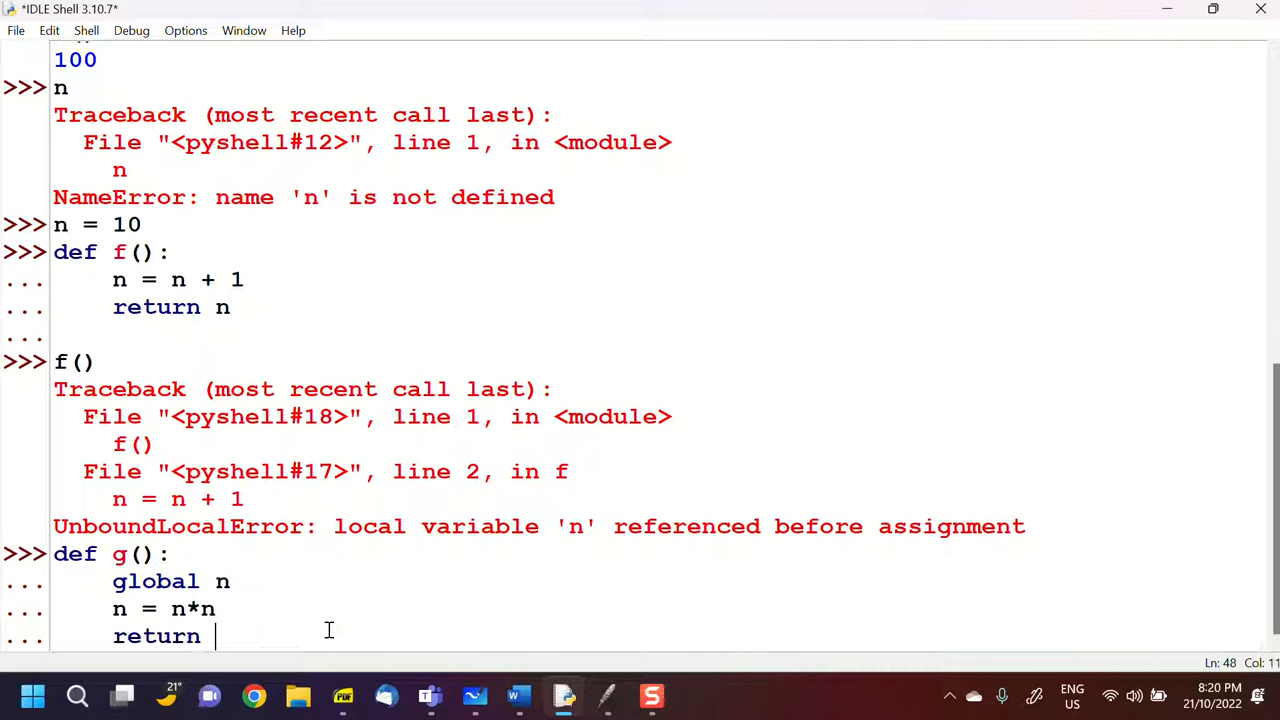 *IDLE Shell 3.10.7*
File Edit Shell Debug Options Window Help
100
>>> n
Traceback (most recent call last):
  File "<pyshell#12>", line 1, in <module>
    n
NameError: name 'n' is not defined
>>> n = 10
>>> def f():
...     n = n + 1
...     return n
...
>>> f()
Traceback (most recent call last):
  File "<pyshell#18>", line 1, in <module>
    f()
  File "<pyshell#17>", line 2, in f
    n = n + 1
UnboundLocalError: local variable 'n' referenced before assignment
>>> def g():
...     global n
...     n = n*n
...     return
Ln: 48 Col: 11
21°
PDF
ENG
US
8:20 PM
21/10/2022